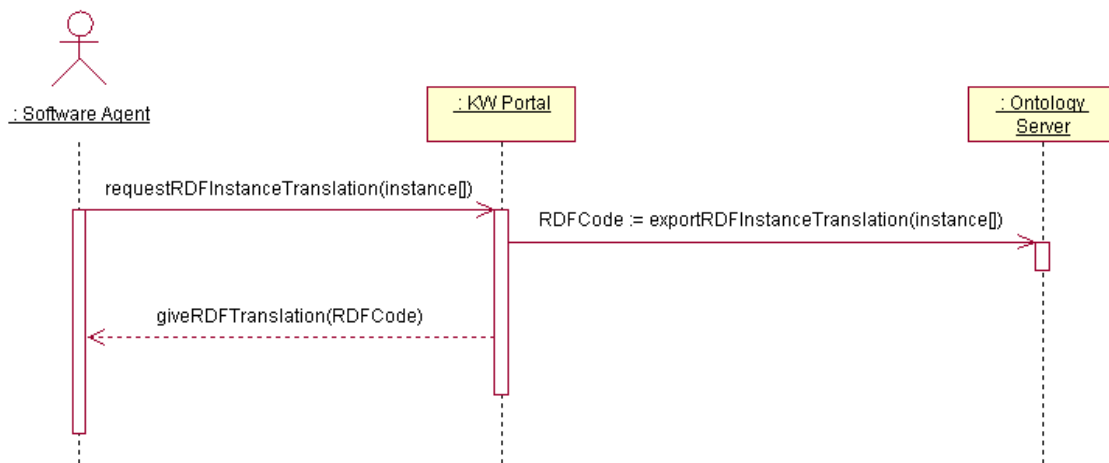 : Software Agent
: KW Portal
: Ontology
Server
requestRDFInstanceTranslation(instance[])
RDFCode := exportRDFInstanceTranslation(instance[])
giveRDFTranslation(RDFCode)